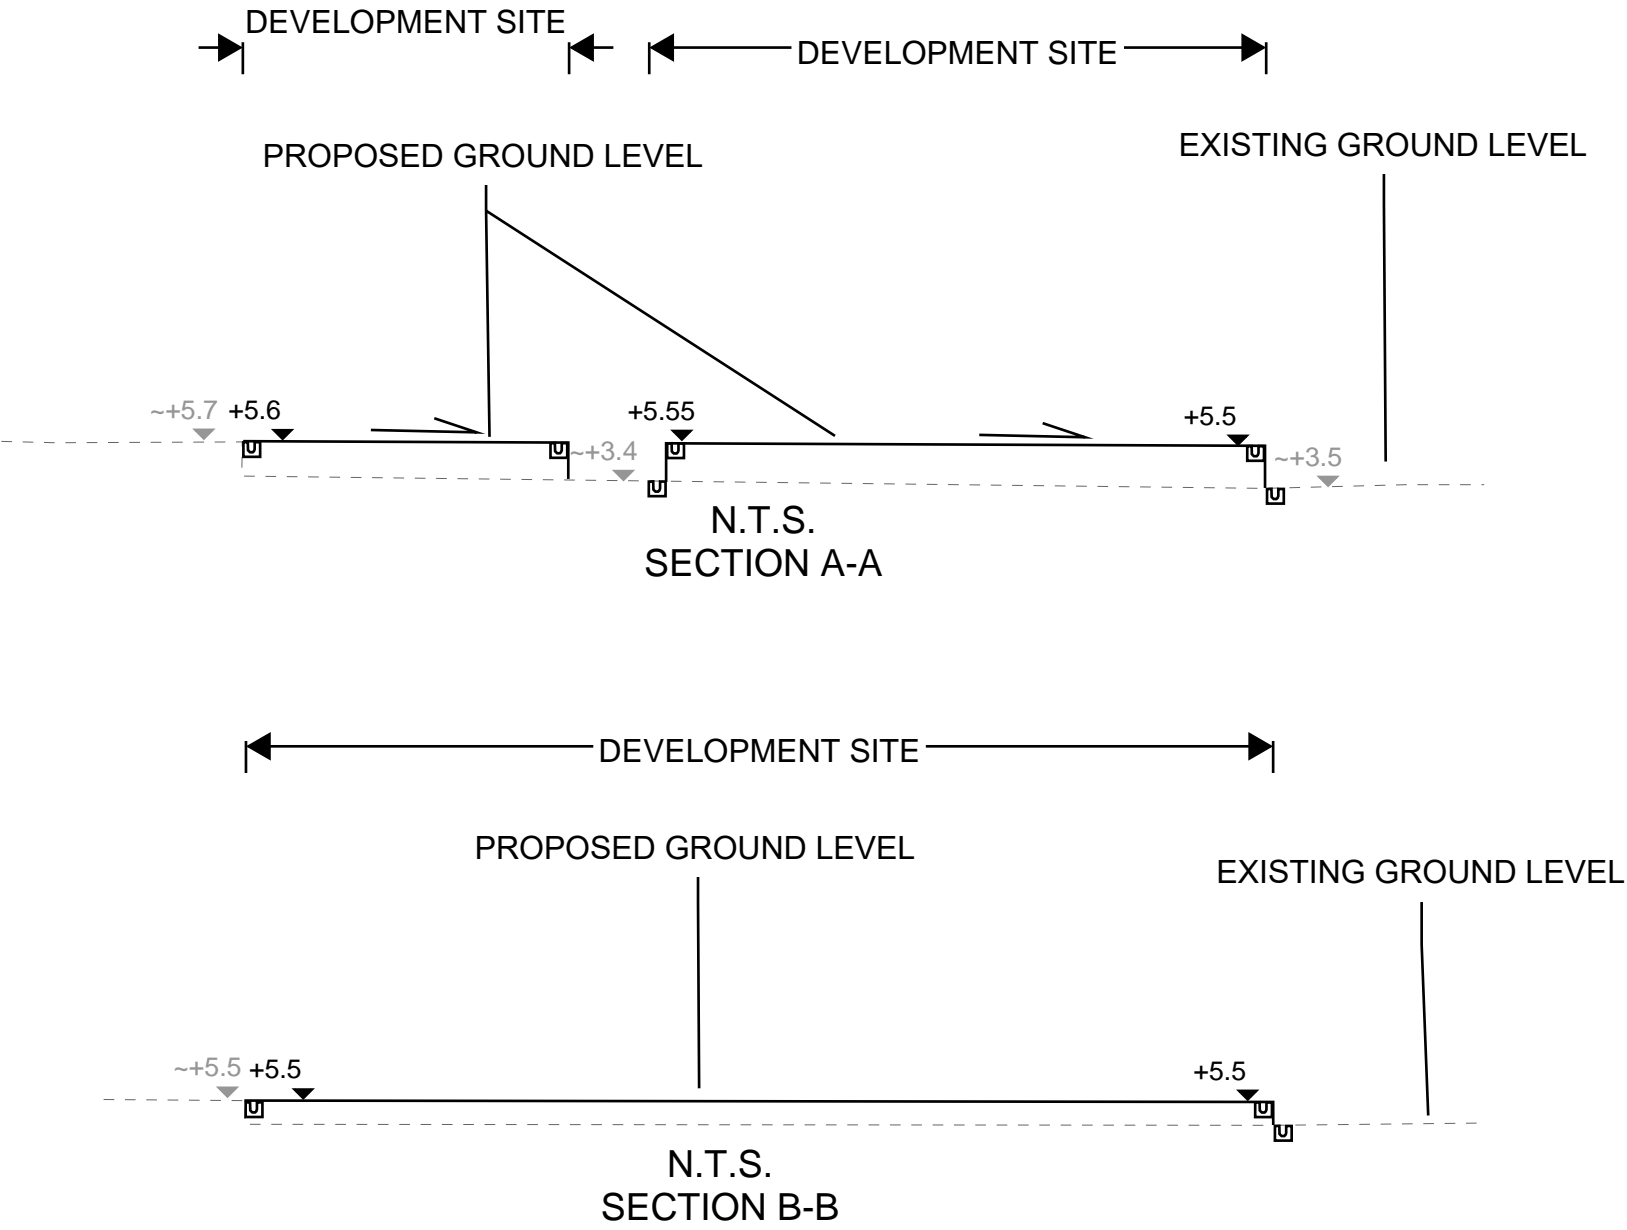 DEVELOPMENT SITE
DEVELOPMENT SITE
PROPOSED GROUND LEVEL
EXISTING GROUND LEVEL
~+5.7 +5.6
+5.55
+5.5
~+3.4
~+3.5
U U U U
U U
N.T.S.
SECTION A-A
DEVELOPMENT SITE
PROPOSED GROUND LEVEL
EXISTING GROUND LEVEL
~+5.5 +5.5
+5.5
U U
U
N.T.S.
SECTION B-B